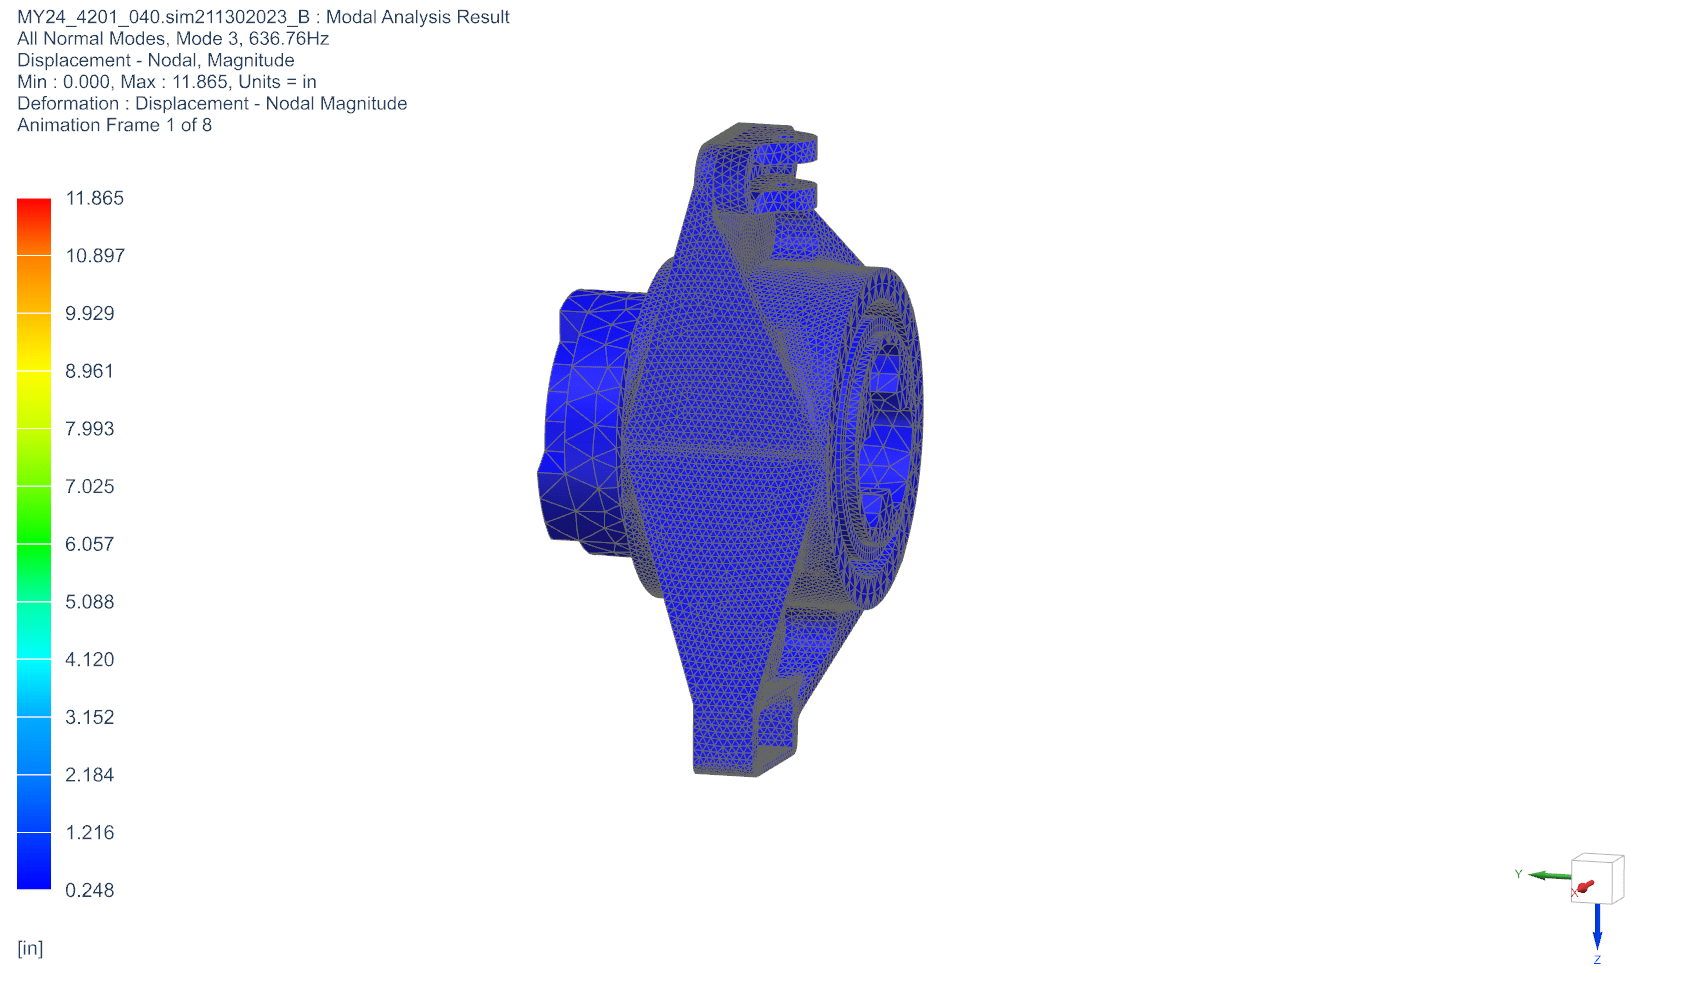 MY24_4201_040.sim211302023_B : Modal Analysis Result
All Normal Modes, Mode 3, 636.76Hz
Displacement - Nodal, Magnitude
Min : 0.000, Max : 11.865, Units = in
Deformation : Displacement - Nodal Magnitude
Animation Frame 1 of 8
11.865
10.897
9.929
8.961
7.993
7.025
6.057
5.088
4.120
3.152
2.184
1.216
0.248
[in]
Y
X
Z